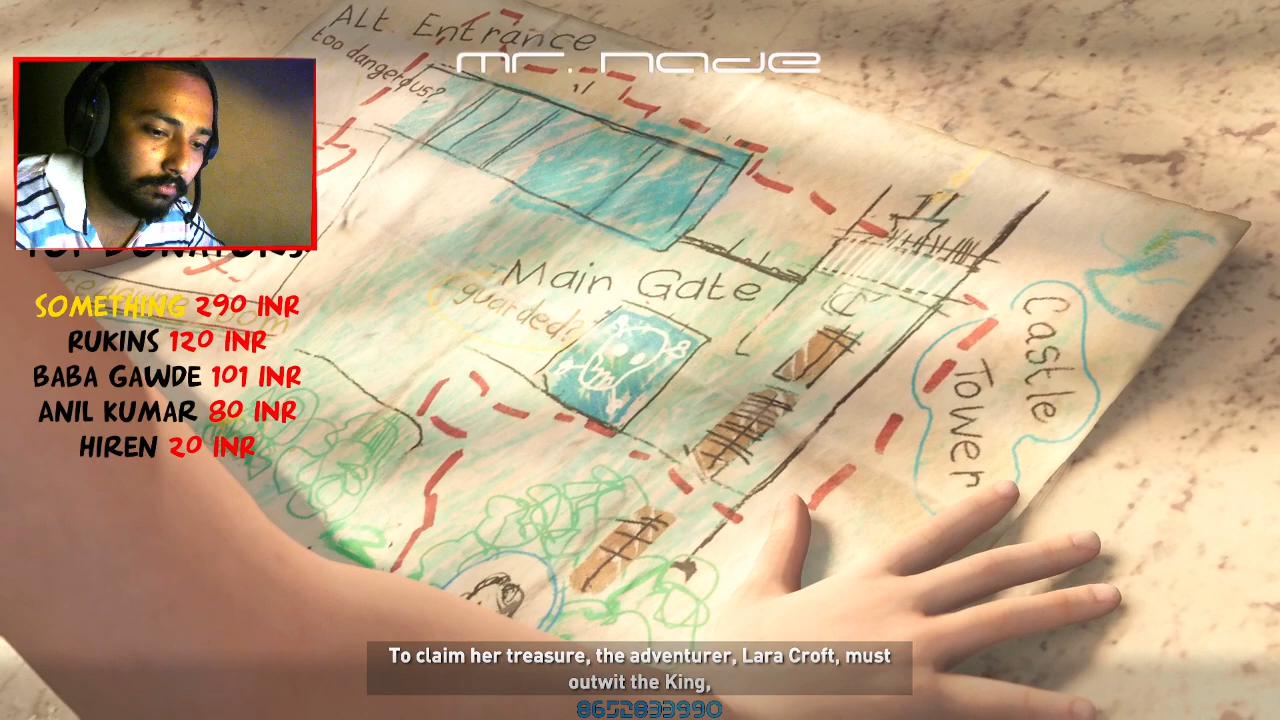 ALt. Entrance
too dangerous?
mr. nade
Main Gate
(guarded?)
Castle
Tower
TOP DONATORS
SOMETHING 290 INR
RUKINS 120 INR
BABA GAWDE 101 INR
ANIL KUMAR 80 INR
HIREN 20 INR
To claim her treasure, the adventurer, Lara Croft, must
outwit the King,
8652833990